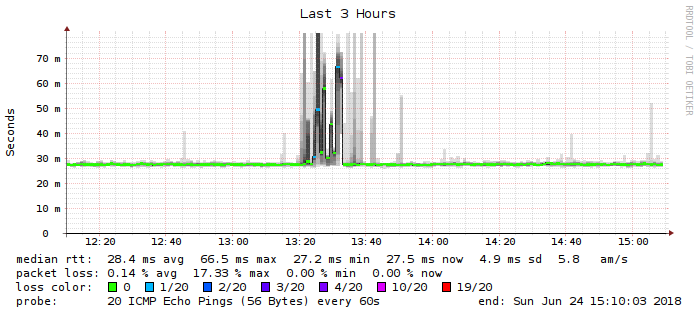 Last 3 Hours
RRDTOOL / TOBI OETIKER
Seconds
70 m
60 m
50 m
40 m
30 m
20 m
10 m
0
12:20 12:40 13:00 13:20 13:40 14:00 14:20 14:40 15:00
median rtt: 28.4 ms avg 66.5 ms max 27.2 ms min 27.5 ms now 4.9 ms sd 5.8 am/s
packet loss: 0.14 % avg 17.33 % max 0.00 % min 0.00 % now
loss color: 0 1/20 2/20 3/20 4/20 10/20 19/20
probe: 20 ICMP Echo Pings (56 Bytes) every 60s end: Sun Jun 24 15:10:03 2018